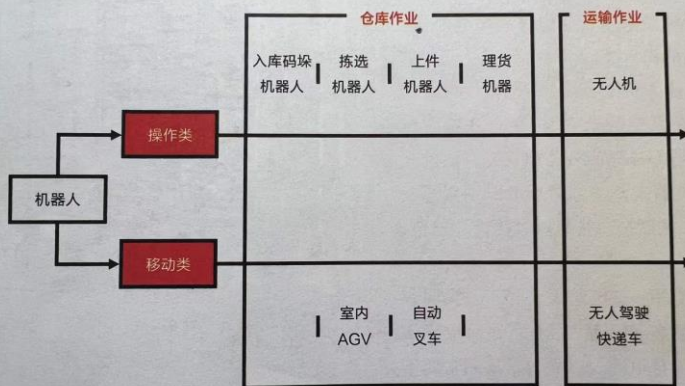 仓库作业
运输作业
入库码垛 拣选 上件 理货
机器人 机器人 机器人 机器
无人机
操作类
机器人
移动类
室内 自动
AGV 叉车
无人驾驶
快递车